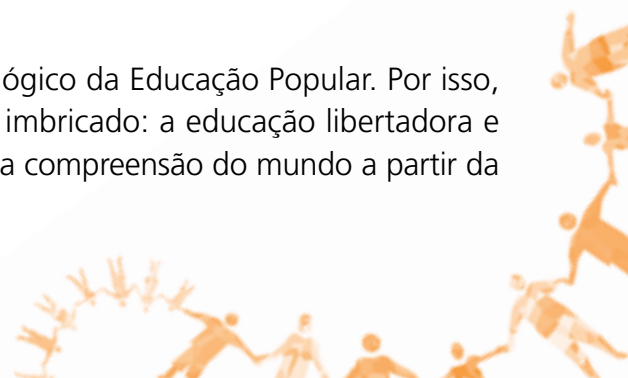 ógico da Educação Popular. Por isso,
imbricado: a educação libertadora e
a compreensão do mundo a partir da